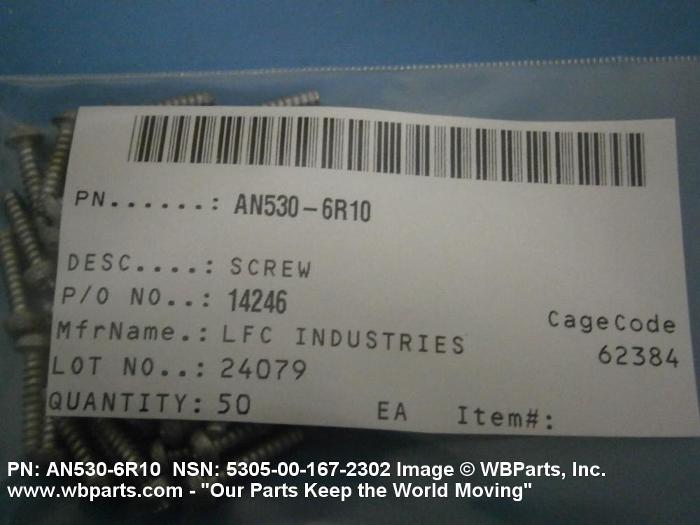 PN......: AN530-6R10
DESC....: SCREW
P/O NO..: 14246
MfrName.: LFC INDUSTRIES
CageCode
62384
LOT NO..: 24079
QUANTITY: 50 EA Item#:
PN: AN530-6R10 NSN: 5305-00-167-2302 Image © WBParts, Inc.
www.wbparts.com - "Our Parts Keep the World Moving"